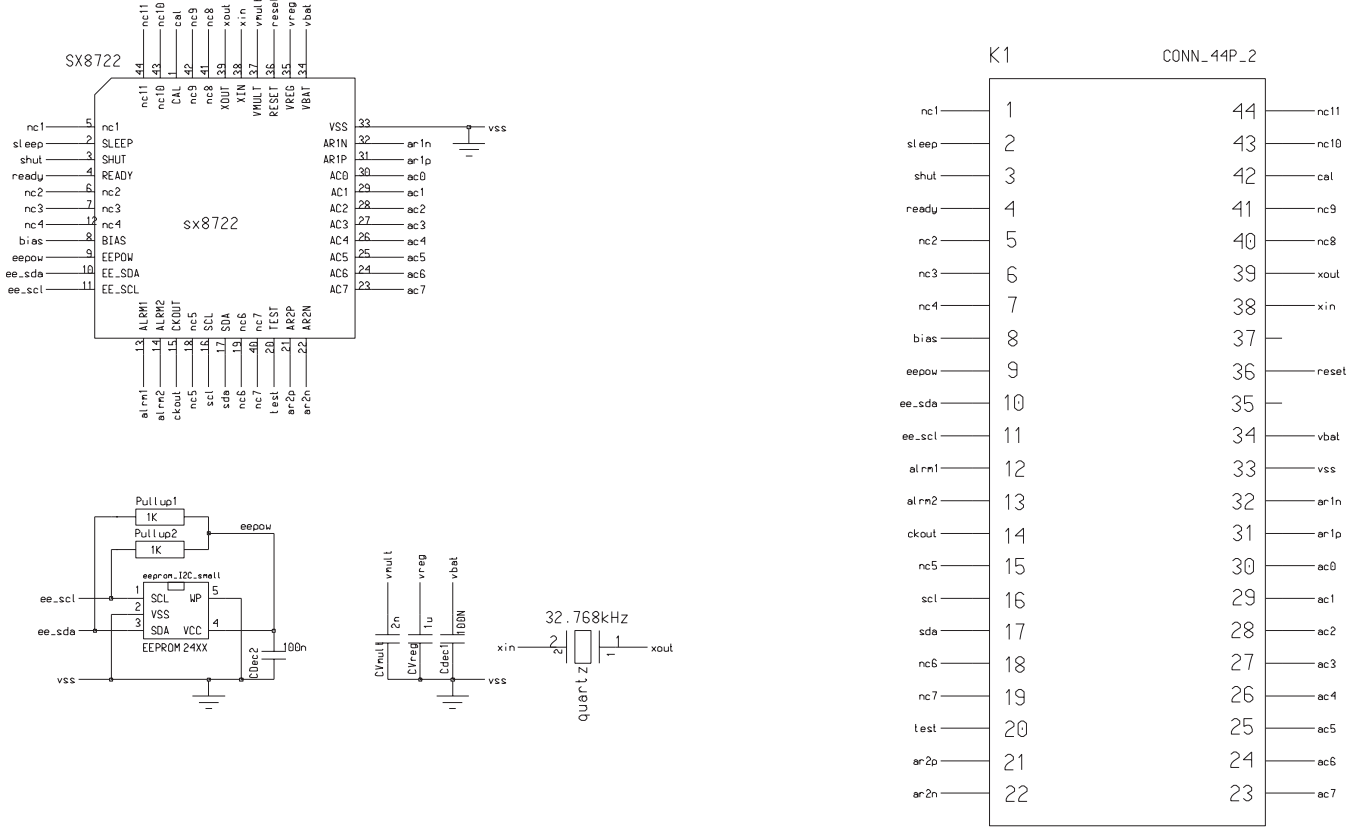 nc11 nc10 cal nc9 nc8 xout xin vmult reset vreg vbat
SX8722
44 43 1 42 41 39 38 37 36 35 34
nc11 nc10 CAL nc9 nc8 XOUT XIN VMULT RESET VREG VBAT
nc1 5 nc1 VSS 33 vss
sleep 2 SLEEP AR1N 32 ar1n
shut 3 SHUT AR1P 31 ar1p
ready 4 READY AC0 30 ac0
nc2 6 nc2 AC1 29 ac1
nc3 7 nc3 AC2 28 ac2
nc4 12 nc4 AC3 27 ac3
sx8722
bias 8 BIAS AC4 26 ac4
eepow 9 EEPOW AC5 25 ac5
ee_sda 10 EE_SDA AC6 24 ac6
ee_scl 11 EE_SCL AC7 23 ac7
ALRM1 ALRM2 CKOUT nc5 SCL SDA nc6 nc7 TEST AR2P AR2N
13 14 15 18 16 17 19 40 20 21 22
alrm1 alrm2 ckout nc5 scl sda nc6 nc7 test ar2p ar2n
Pullup1
1K
eepow
Pullup2
1K
eeprom_I2C_small
ee_scl 1 SCL WP 5
2 VSS
ee_sda 3 SDA VCC 4
EEPROM 24XX
CDec2 100n
vss
vmult vreg vbat
2n 1u 100N
CVmult CVreg Cdec1
vss
32.768kHz
xin 2 2 1 1 xout
quartz
K1 CONN_44P_2
nc1 1 44 nc11
sleep 2 43 nc10
shut 3 42 cal
ready 4 41 nc9
nc2 5 40 nc8
nc3 6 39 xout
nc4 7 38 xin
bias 8 37
eepow 9 36 reset
ee_sda 10 35
ee_scl 11 34 vbat
alrm1 12 33 vss
alrm2 13 32 ar1n
ckout 14 31 ar1p
nc5 15 30 ac0
scl 16 29 ac1
sda 17 28 ac2
nc6 18 27 ac3
nc7 19 26 ac4
test 20 25 ac5
ar2p 21 24 ac6
ar2n 22 23 ac7